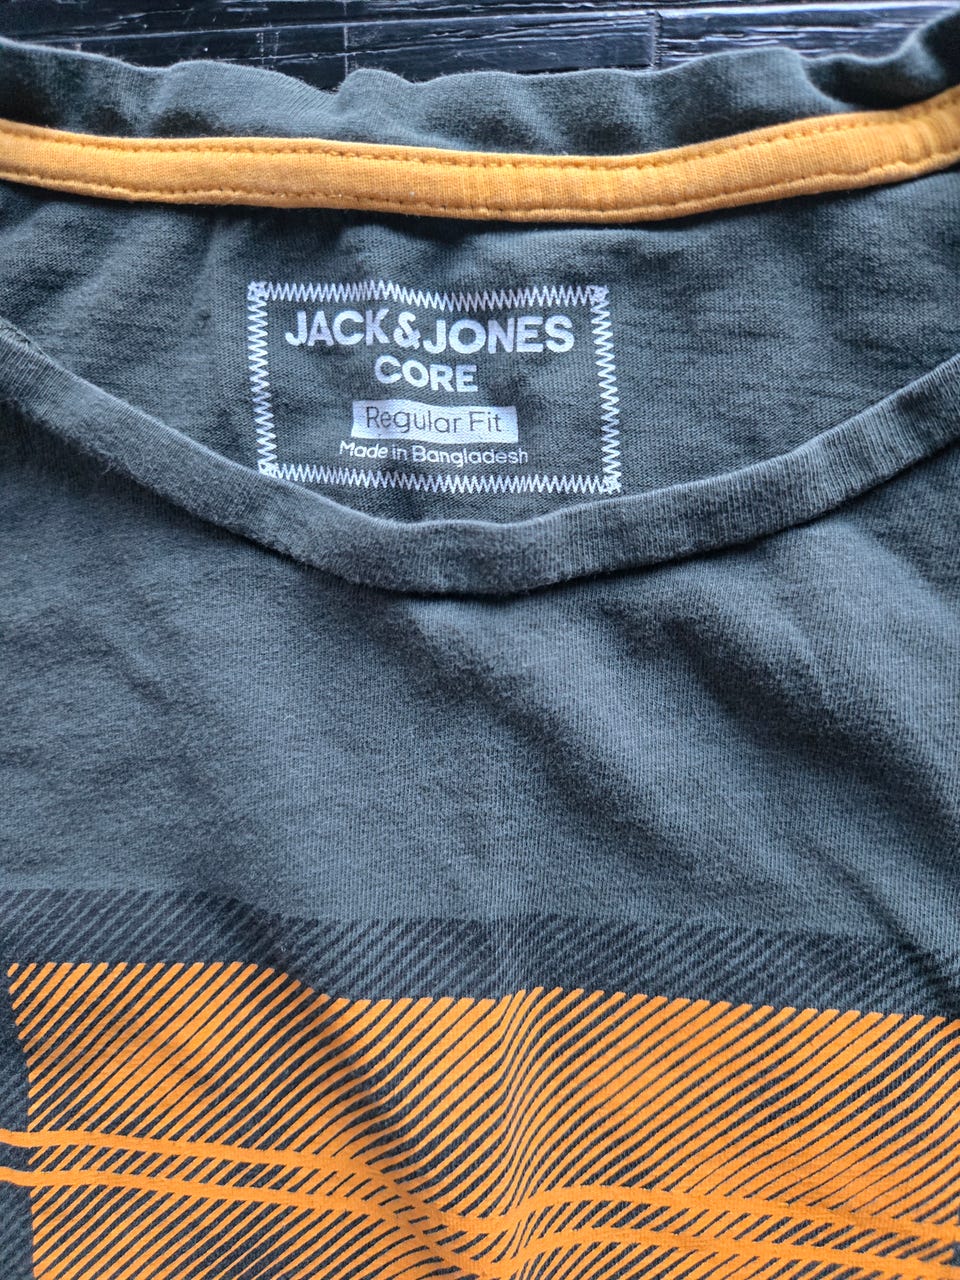 JACK&JONES
CORE
Regular Fit
Made in Bangladesh